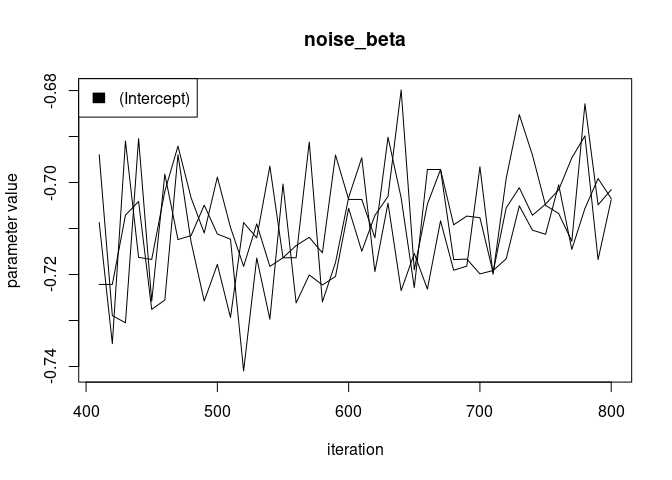 noise_beta
(Intercept)
parameter value
-0.68
-0.70
-0.72
-0.74
400 500 600 700 800
iteration